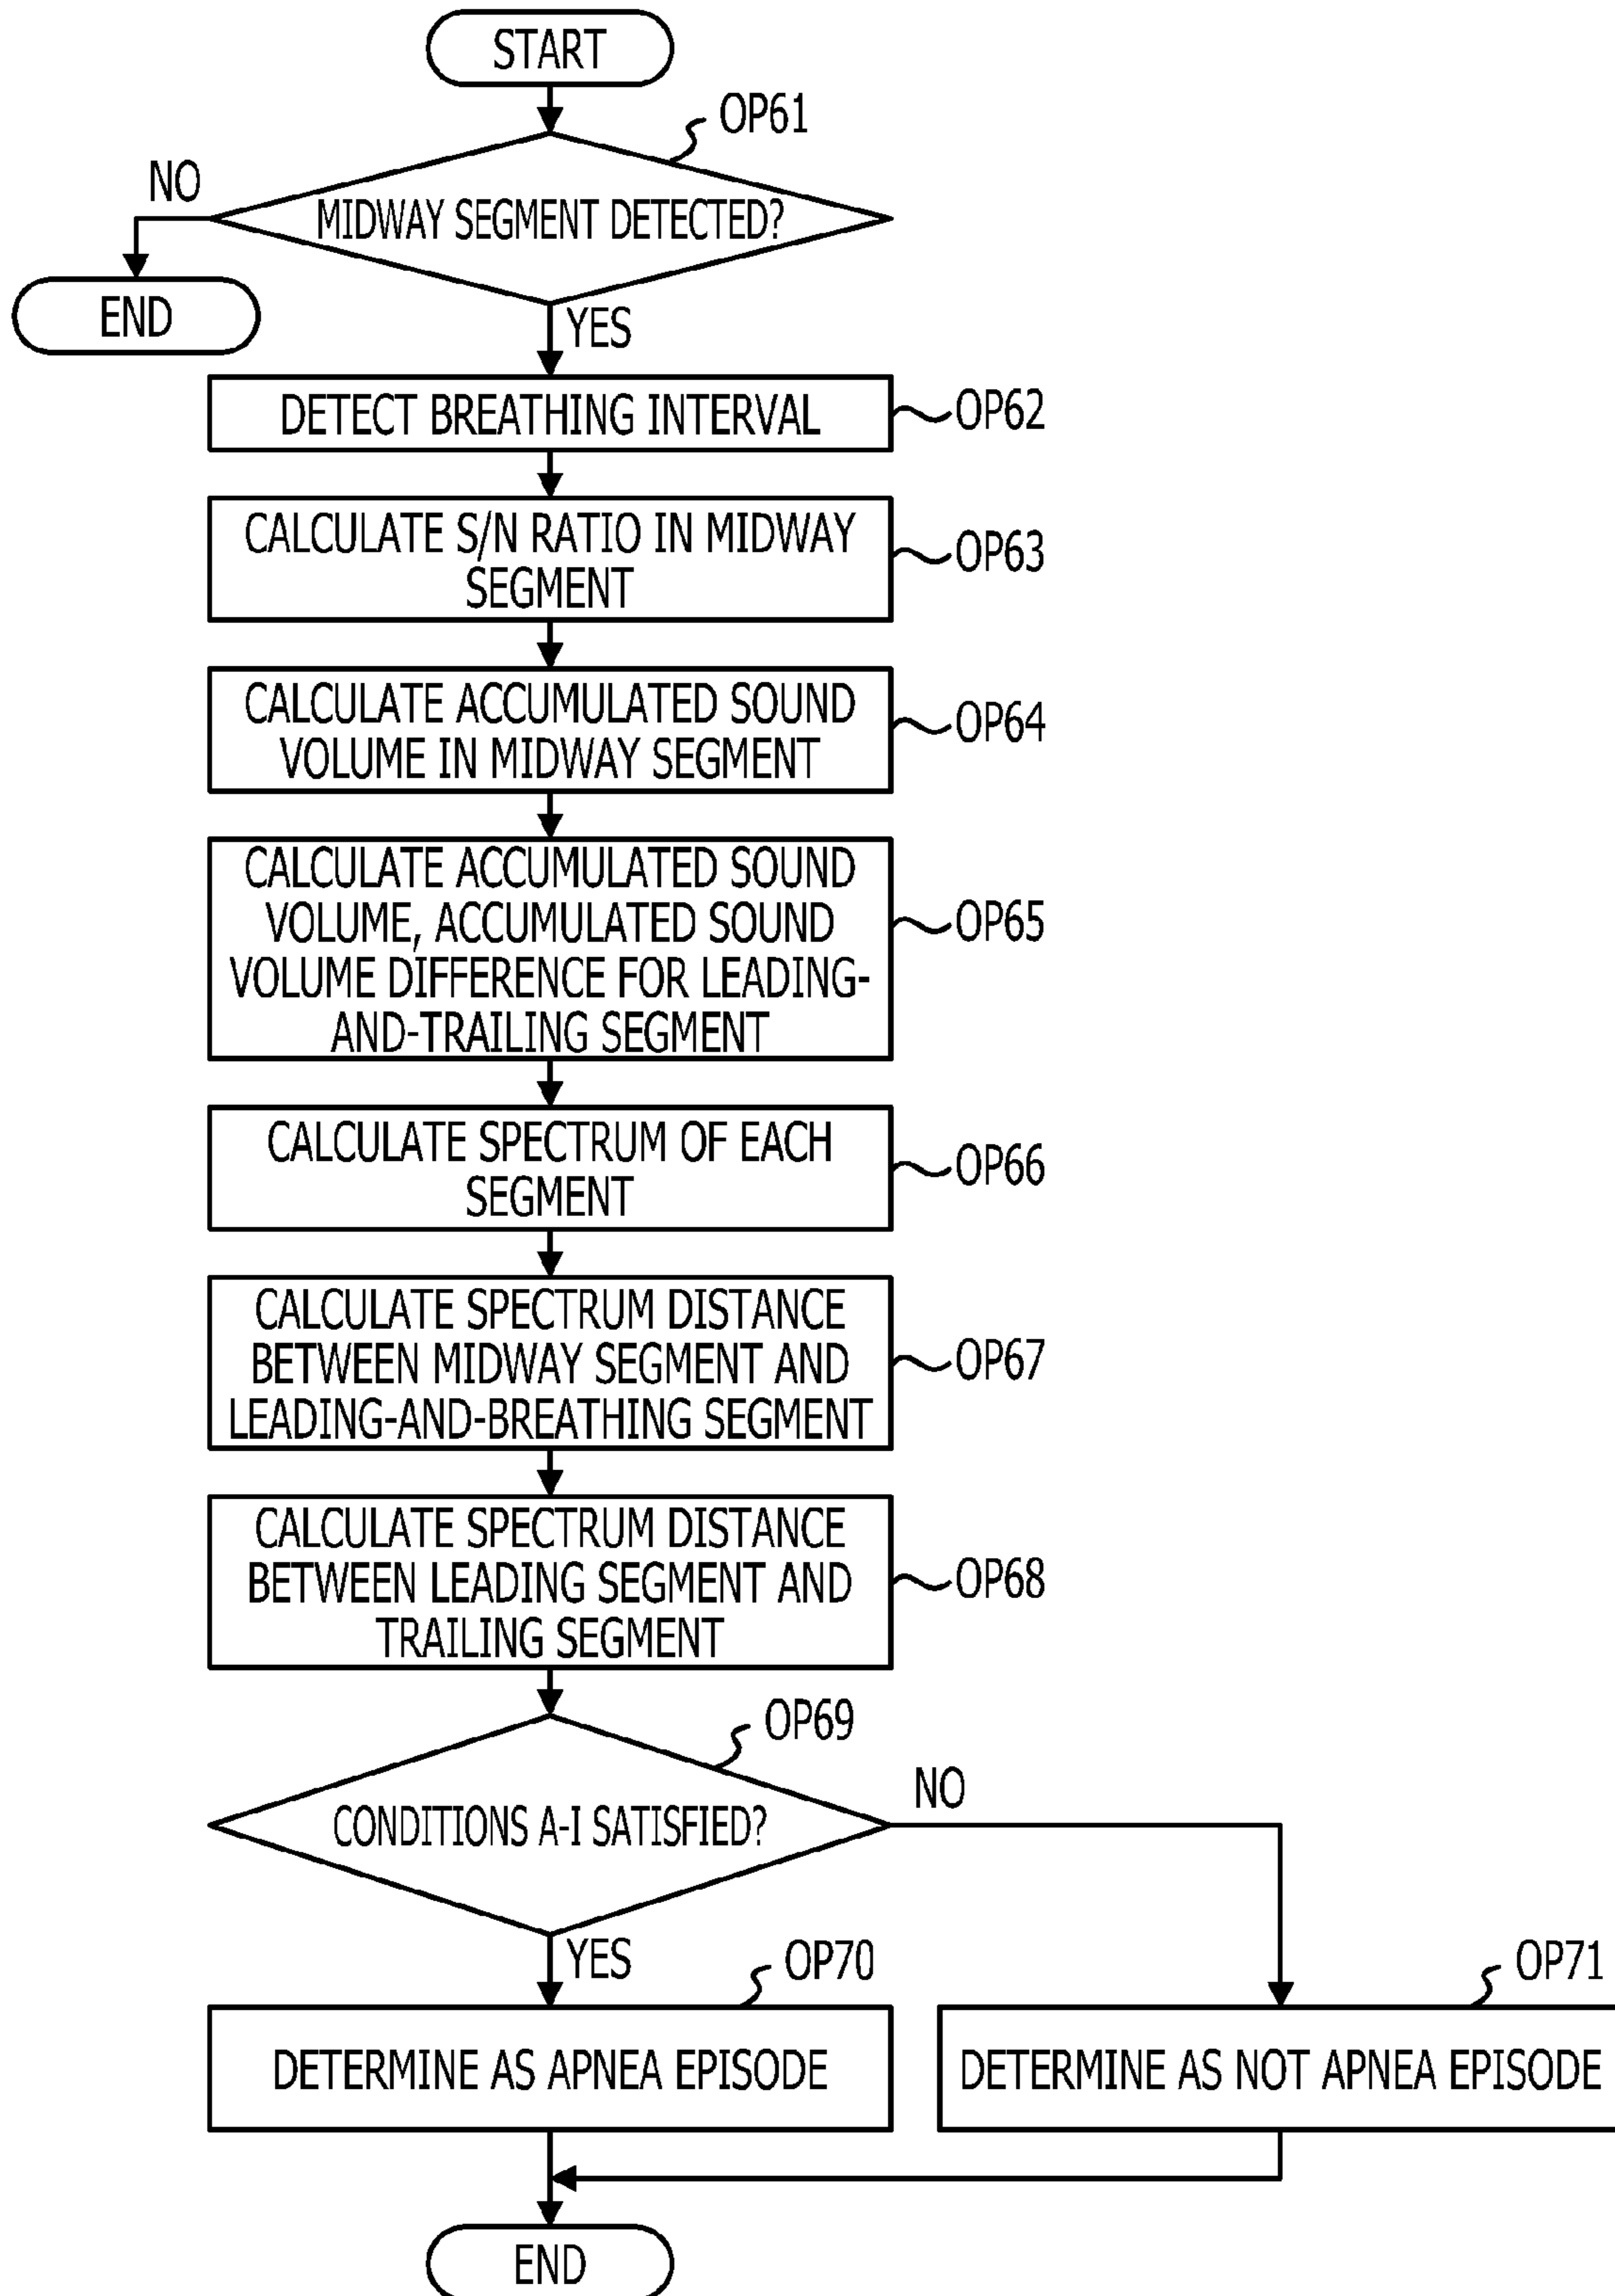 START
OP61
NO
MIDWAY SEGMENT DETECTED?
END
YES
DETECT BREATHING INTERVAL
OP62
CALCULATE S/N RATIO IN MIDWAY
SEGMENT
OP63
CALCULATE ACCUMULATED SOUND
VOLUME IN MIDWAY SEGMENT
OP64
CALCULATE ACCUMULATED SOUND
VOLUME, ACCUMULATED SOUND
VOLUME DIFFERENCE FOR LEADING-
AND-TRAILING SEGMENT
OP65
CALCULATE SPECTRUM OF EACH
SEGMENT
OP66
CALCULATE SPECTRUM DISTANCE
BETWEEN MIDWAY SEGMENT AND
LEADING-AND-BREATHING SEGMENT
OP67
CALCULATE SPECTRUM DISTANCE
BETWEEN LEADING SEGMENT AND
TRAILING SEGMENT
OP68
OP69
CONDITIONS A-I SATISFIED?
NO
YES
OP70
OP71
DETERMINE AS APNEA EPISODE
DETERMINE AS NOT APNEA EPISODE
END